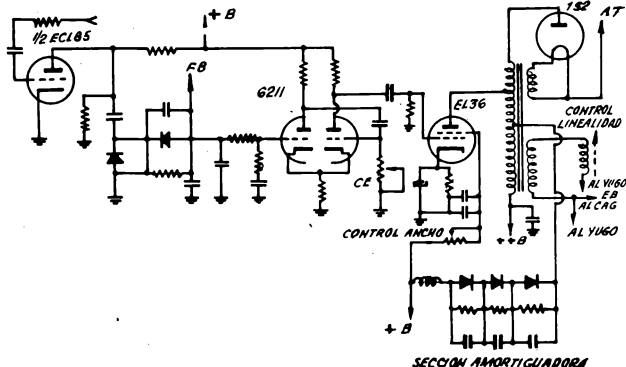 1/2 ECL85
+B
FB
6211
CE
EL36
CONTROL ANCHO
+B
1S2
AT
CONTROL
LINEALIDAD
AL YUGO
EB
AL CAG
AL YUGO
++B
SECCION AMORTIGUADORA